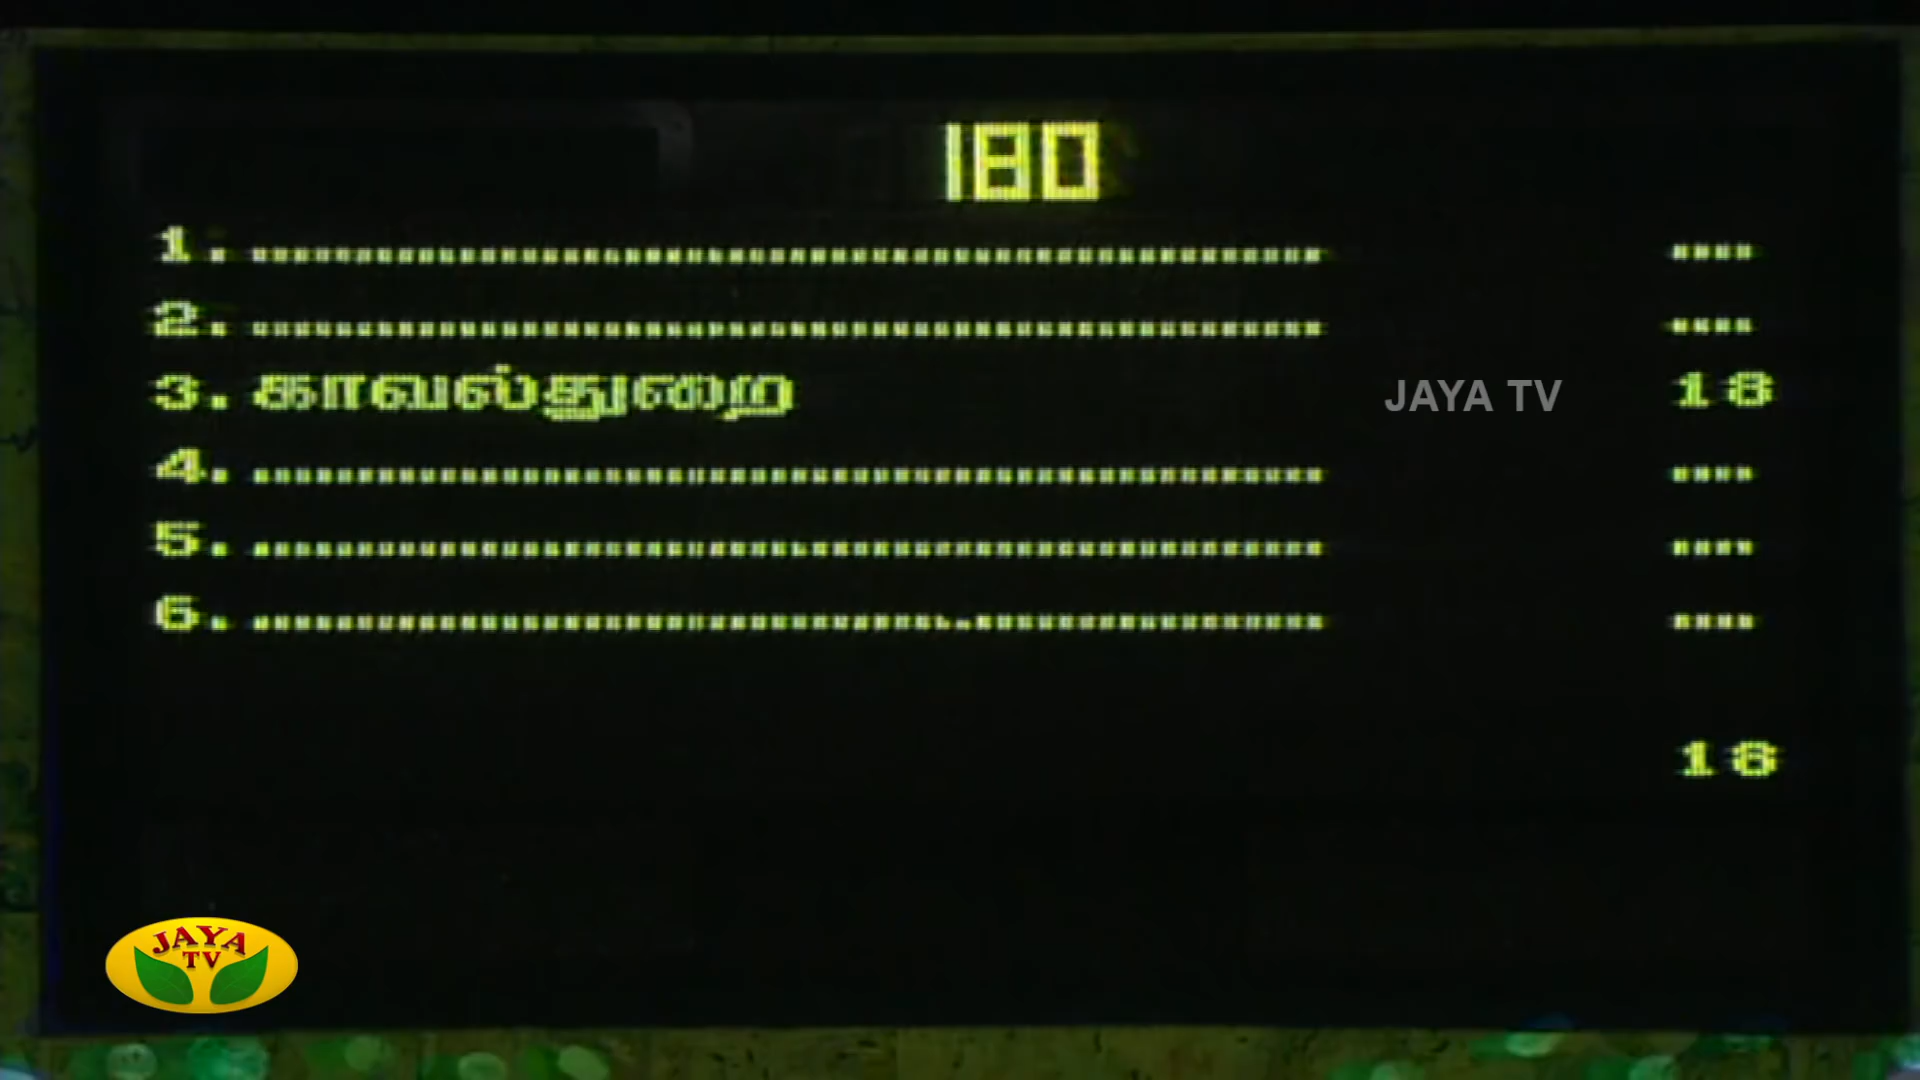 180
1. ....................................................  ----
2. ....................................................  ----
3. காவல்துறை JAYA TV 18
4. ....................................................  ----
5. ....................................................  ----
6. ....................................................  ----
18
JAYA
TV